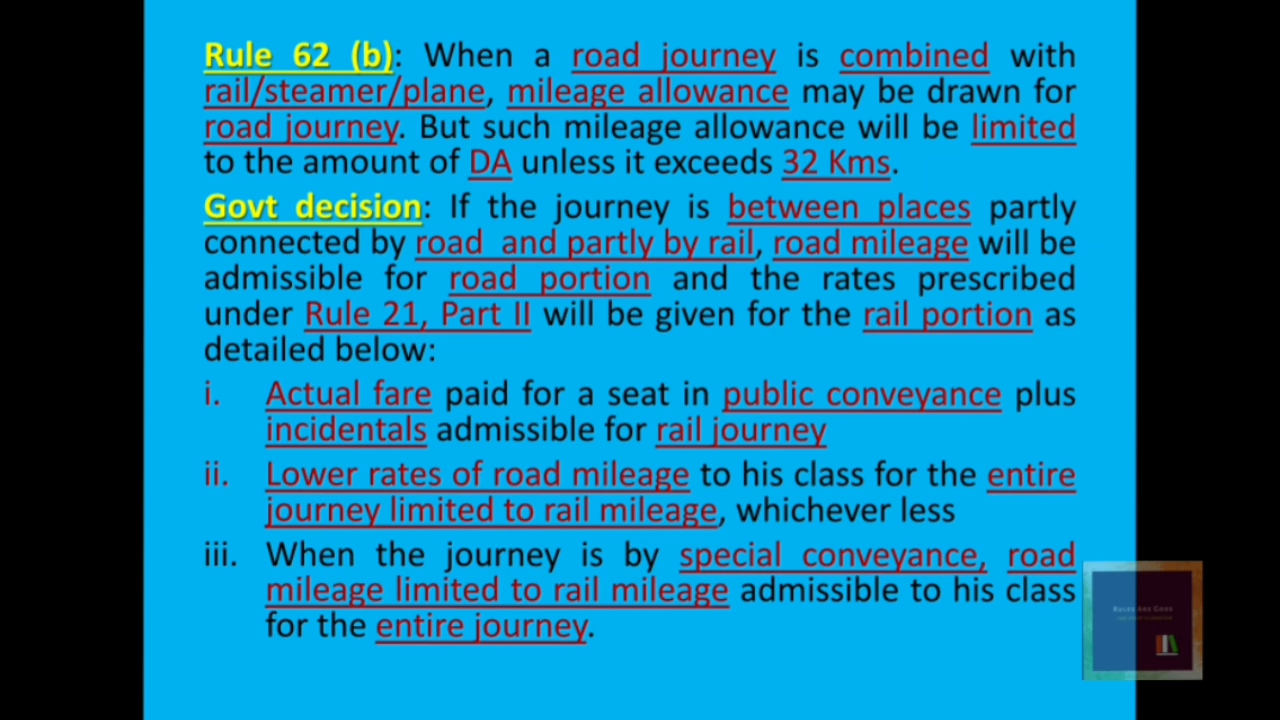 Rule 62 (b): When a road journey is combined with
rail/steamer/plane, mileage allowance may be drawn for
road journey. But such mileage allowance will be limited
to the amount of DA unless it exceeds 32 Kms.
Govt decision: If the journey is between places partly
connected by road and partly by rail, road mileage will be
admissible for road portion and the rates prescribed
under Rule 21, Part II will be given for the rail portion as
detailed below:
i. Actual fare paid for a seat in public conveyance plus
incidentals admissible for rail journey
ii. Lower rates of road mileage to his class for the entire
journey limited to rail mileage, whichever less
iii. When the journey is by special conveyance, road
mileage limited to rail mileage admissible to his class
for the entire journey.